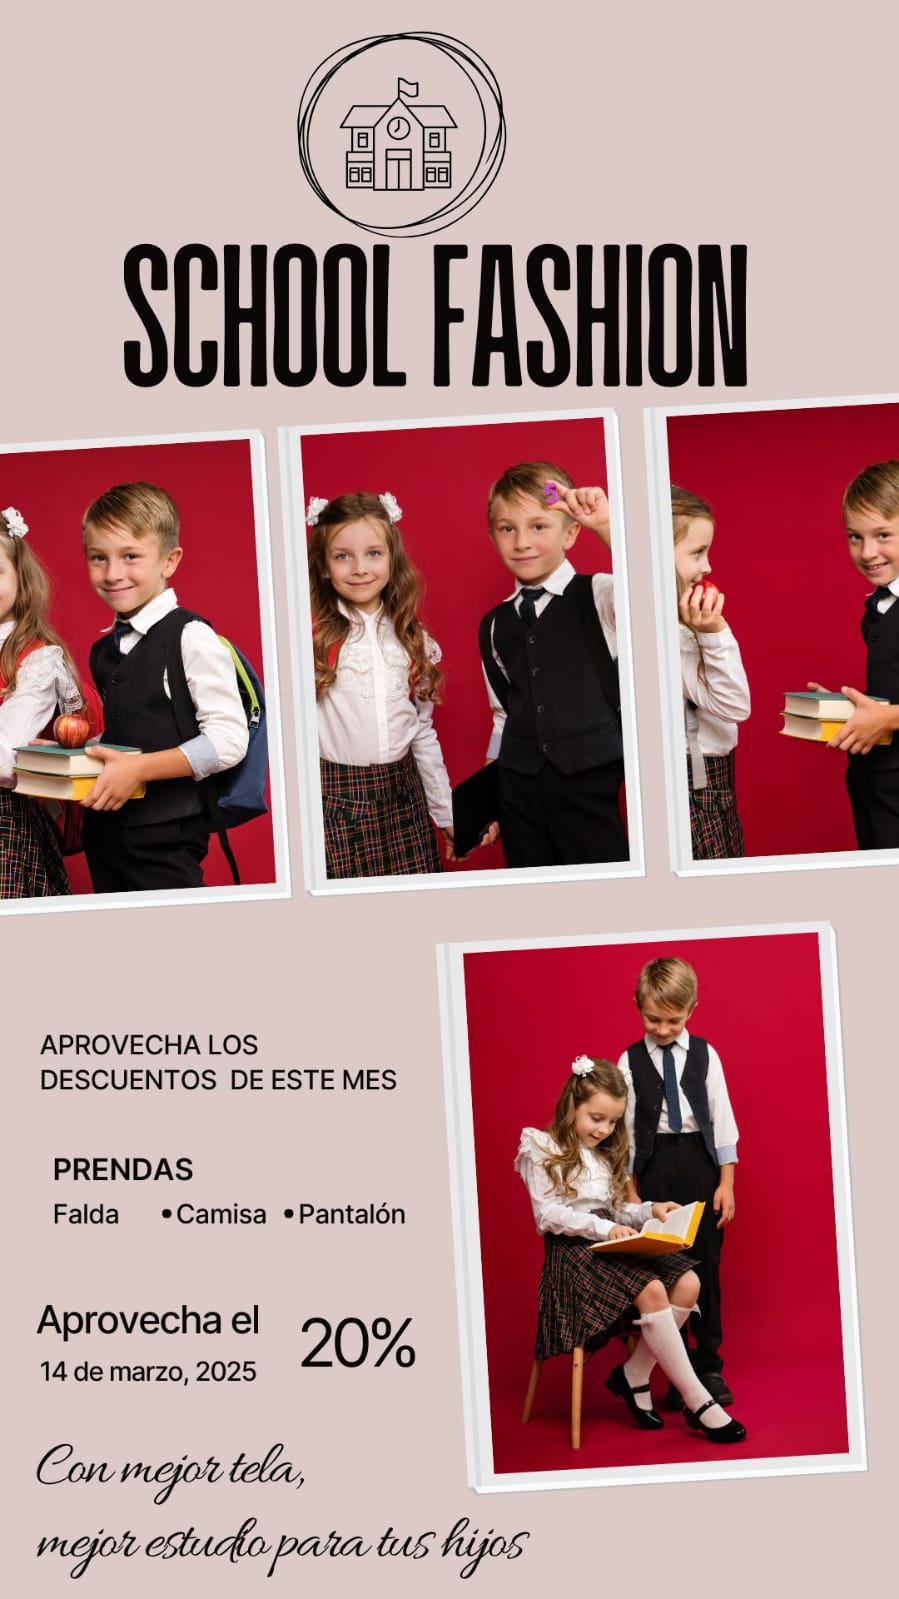 SCHOOL FASHION
5
APROVECHA LOS
DESCUENTOS DE ESTE MES
PRENDAS
Falda •Camisa •Pantalón
Aprovecha el
14 de marzo, 2025
20%
Con mejor tela,
mejor estudio para tus hijos